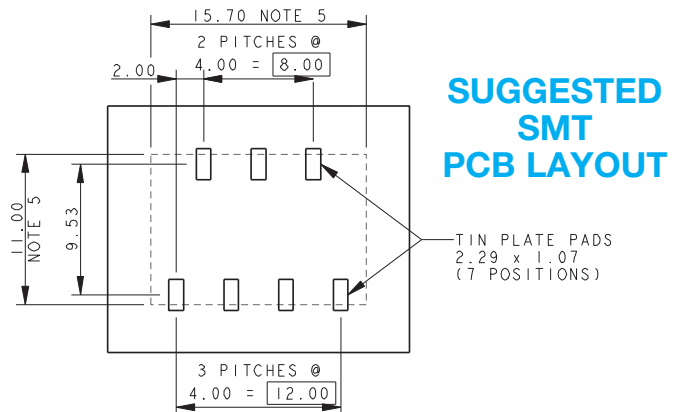 15.70 NOTE 5
2 PITCHES @
4.00 = 8.00
2.00
SUGGESTED
SMT
PCB LAYOUT
11.00
NOTE 5
9.53
TIN PLATE PADS
2.29 x 1.07
(7 POSITIONS)
3 PITCHES @
4.00 = 12.00